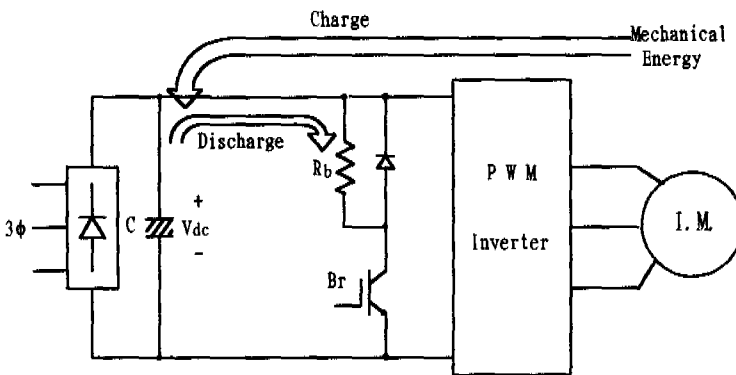 Charge
Mechanical
Energy
Discharge
Rb
P W M
Inverter
I. M.
3ϕ
C
+
Vdc
-
Br